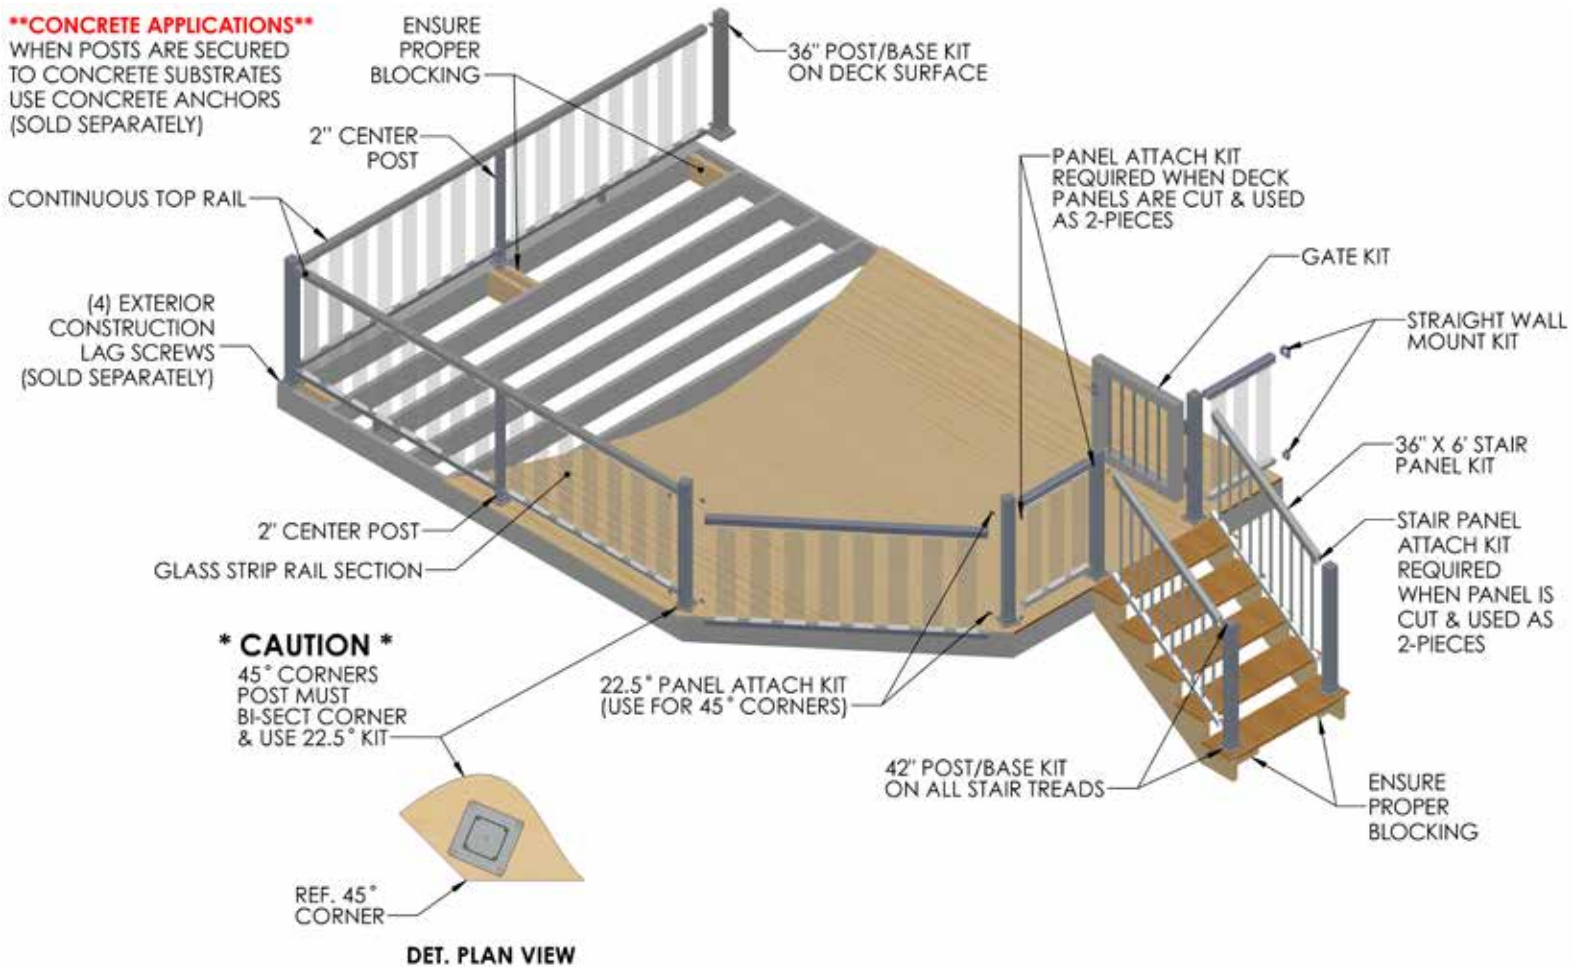 **CONCRETE APPLICATIONS**
WHEN POSTS ARE SECURED
TO CONCRETE SUBSTRATES
USE CONCRETE ANCHORS
(SOLD SEPARATELY)
ENSURE
PROPER
BLOCKING
36" POST/BASE KIT
ON DECK SURFACE
2" CENTER
POST
CONTINUOUS TOP RAIL
PANEL ATTACH KIT
REQUIRED WHEN DECK
PANELS ARE CUT & USED
AS 2-PIECES
GATE KIT
(4) EXTERIOR
CONSTRUCTION
LAG SCREWS
(SOLD SEPARATELY)
STRAIGHT WALL
MOUNT KIT
36" X 6' STAIR
PANEL KIT
2" CENTER POST
GLASS STRIP RAIL SECTION
STAIR PANEL
ATTACH KIT
REQUIRED
WHEN PANEL IS
CUT & USED AS
2-PIECES
* CAUTION *
45° CORNERS
POST MUST
BI-SECT CORNER
& USE 22.5° KIT
22.5° PANEL ATTACH KIT
(USE FOR 45° CORNERS)
42" POST/BASE KIT
ON ALL STAIR TREADS
ENSURE
PROPER
BLOCKING
REF. 45°
CORNER
DET. PLAN VIEW